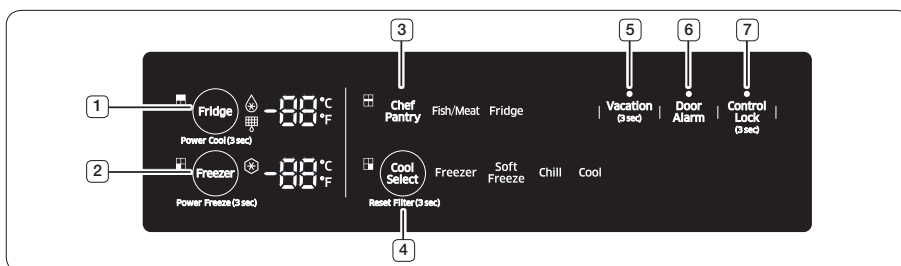 3
5
6
7
1
Fridge
-88 °C °F
Power Cool (3 sec)
Chef Pantry
Fish/Meat
Fridge
Vacation (3 sec)
Door Alarm
Control Lock (3 sec)
2
Freezer
-88 °C °F
Power Freeze (3 sec)
Cool Select
Freezer
Soft Freeze
Chill
Cool
Reset Filter (3 sec)
4